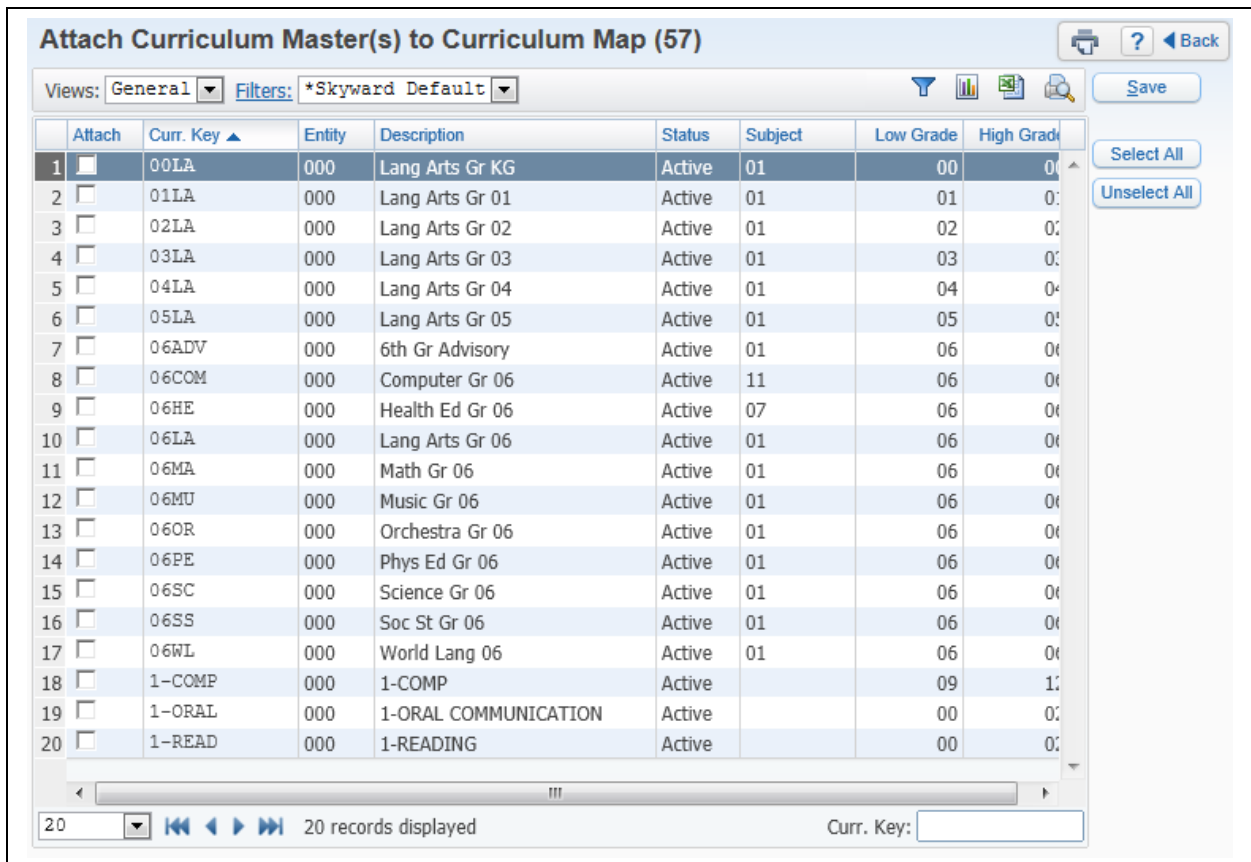 Attach Curriculum Master(s) to Curriculum Map (57) ? Back
Views: General Filters: *Skyward Default Save
Attach Curr. Key Entity Description Status Subject Low Grade High Grade
Select All
Unselect All
1 00LA 000 Lang Arts Gr KG Active 01 00
2 01LA 000 Lang Arts Gr 01 Active 01 01
3 02LA 000 Lang Arts Gr 02 Active 01 02
4 03LA 000 Lang Arts Gr 03 Active 01 03
5 04LA 000 Lang Arts Gr 04 Active 01 04
6 05LA 000 Lang Arts Gr 05 Active 01 05
7 06ADV 000 6th Gr Advisory Active 01 06
8 06COM 000 Computer Gr 06 Active 11 06
9 06HE 000 Health Ed Gr 06 Active 07 06
10 06LA 000 Lang Arts Gr 06 Active 01 06
11 06MA 000 Math Gr 06 Active 01 06
12 06MU 000 Music Gr 06 Active 01 06
13 06OR 000 Orchestra Gr 06 Active 01 06
14 06PE 000 Phys Ed Gr 06 Active 01 06
15 06SC 000 Science Gr 06 Active 01 06
16 06SS 000 Soc St Gr 06 Active 01 06
17 06WL 000 World Lang 06 Active 01 06
18 1-COMP 000 1-COMP Active 09
19 1-ORAL 000 1-ORAL COMMUNICATION Active 00
20 1-READ 000 1-READING Active 00
20 20 records displayed Curr. Key: